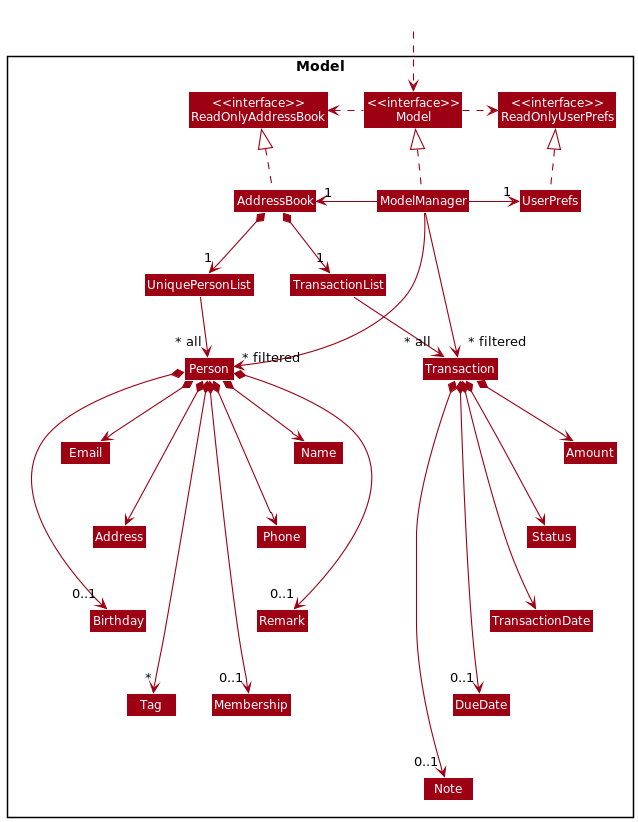 Model
<<interface>>
ReadOnlyAddressBook
<<interface>>
Model
<<interface>>
ReadOnlyUserPrefs
AddressBook
1
ModelManager
1
UserPrefs
1
1
UniquePersonList
TransactionList
* all
* filtered
* all
* filtered
Person
Transaction
Email
Name
Amount
Address
Phone
Status
0..1
0..1
Birthday
Remark
TransactionDate
*
0..1
0..1
Tag
Membership
DueDate
0..1
Note